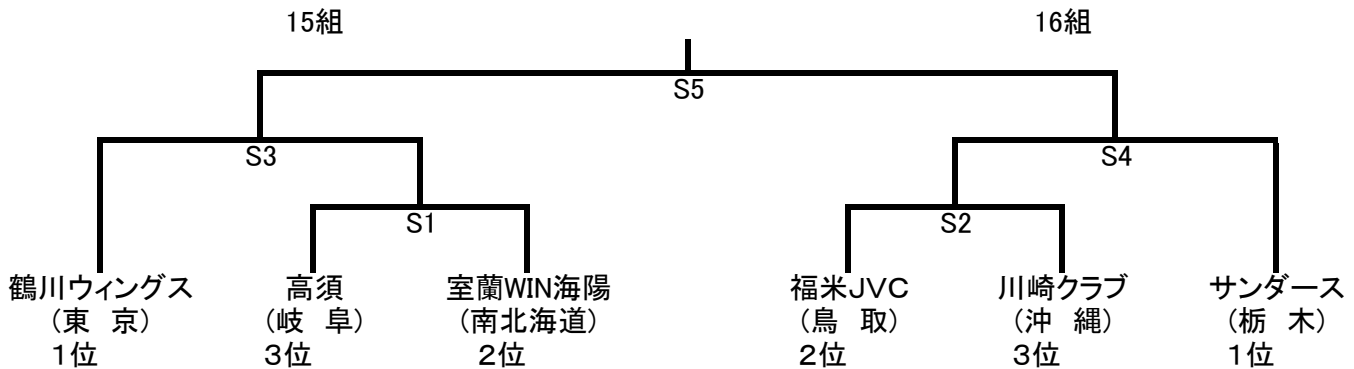 15組 16組
S5
S3 S4
S1 S2
鶴川ウィングス 高須 室蘭WIN海陽 福米JVC 川崎クラブ サンダース
(東 京) (岐 阜) (南北海道) (鳥 取) (沖 縄) (栃 木)
1位 3位 2位 2位 3位 1位